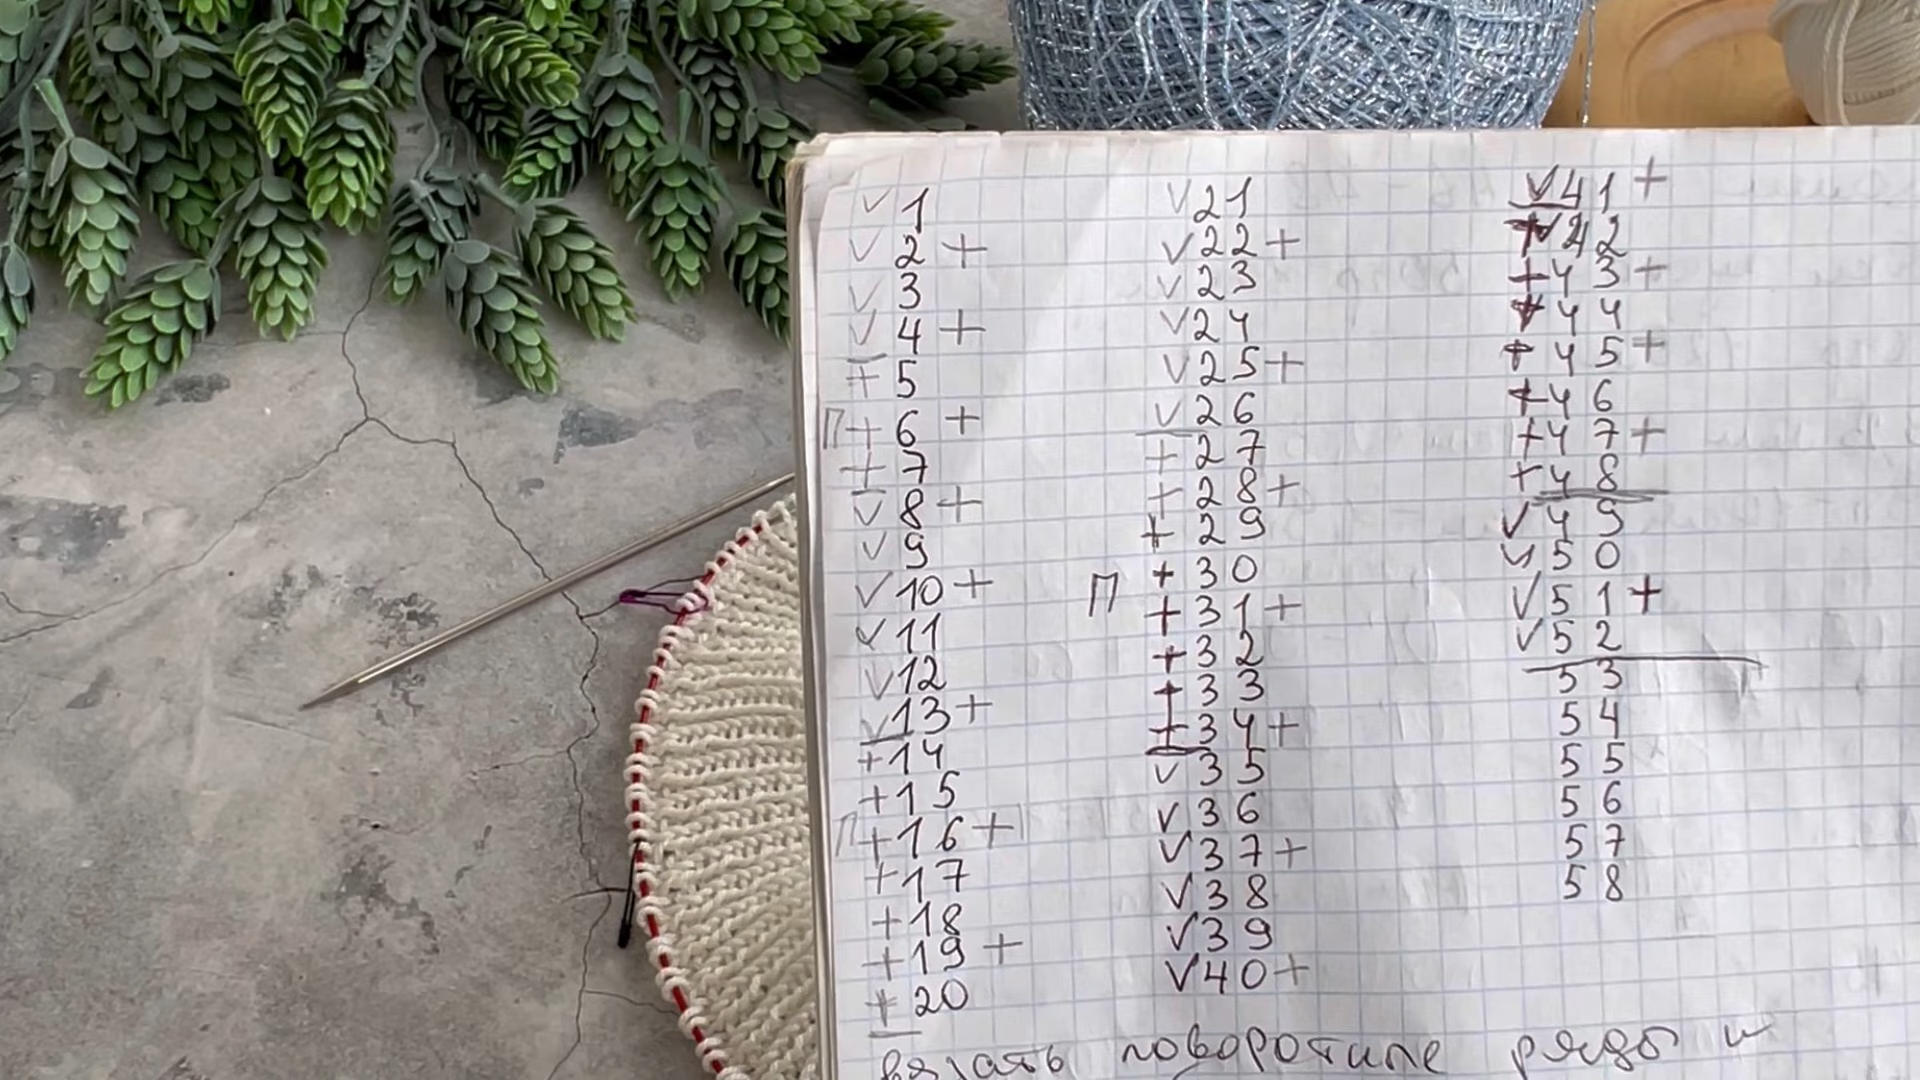 ✓ 1
✓ 2 +
✓ 3
✓ 4 +
+ 5
П + 6 +
+ 7
✓ 8 +
✓ 9
✓ 10 +
✓ 11
✓ 12
✓ 13 +
+ 14
+ 15
П + 16 +
+ 17
+ 18
+ 19 +
+ 20
✓ 21
✓ 22 +
✓ 23
✓ 24
✓ 25 +
✓ 26
+ 27
+ 28 +
+ 29
+ 30
П + 31 +
+ 32
+ 33
+ 34 +
✓ 35
✓ 36
✓ 37 +
✓ 38
✓ 39
✓ 40 +
✓ 41 +
42
+ 43 +
+ 44
+ 45 +
+ 46
+ 47 +
+ 48
✓ 49
✓ 50
✓ 51 +
✓ 52
53
54
55
56
57
58
вязать поворотние ряды и